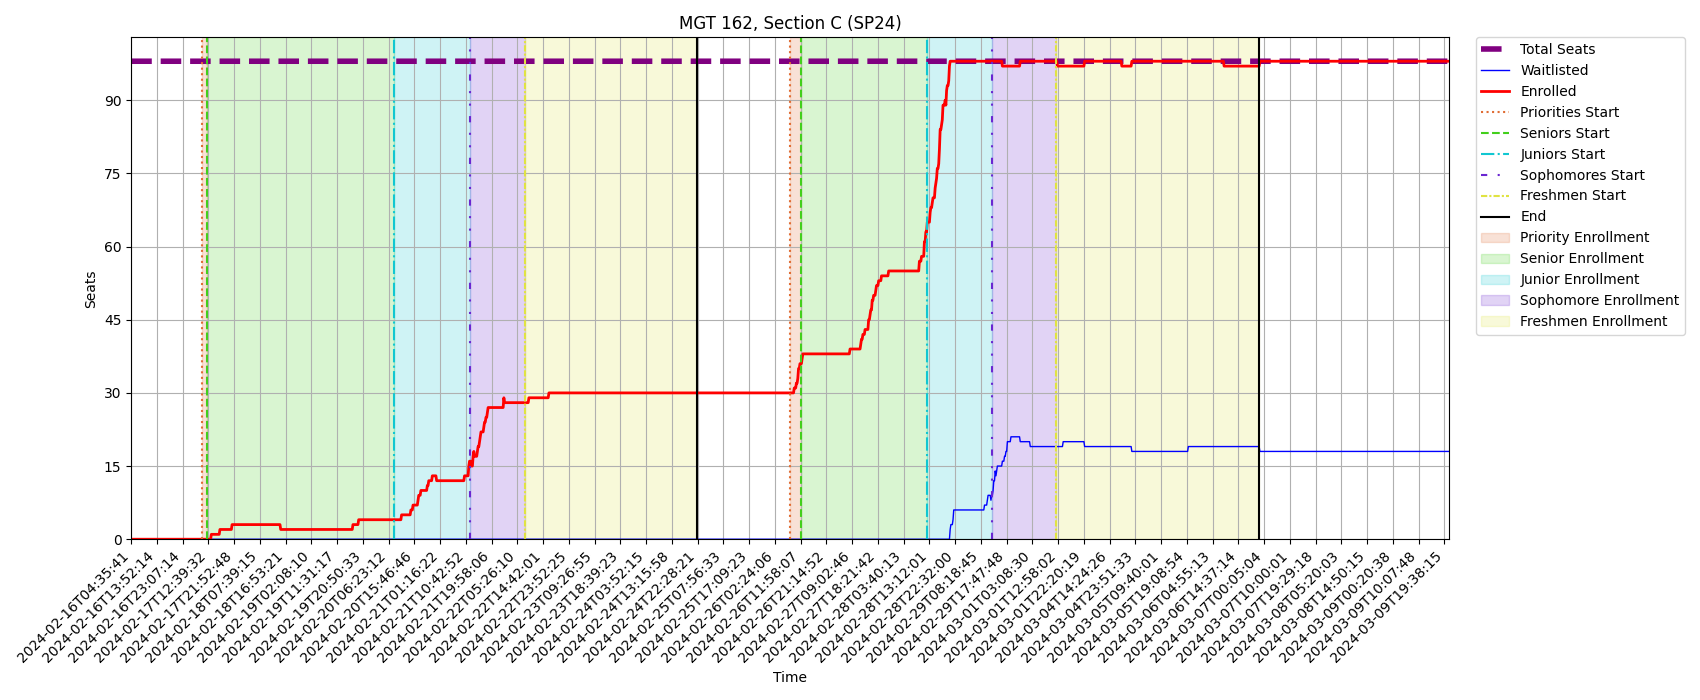 MGT 162, Section C (SP24)
Seats
90
75
60
45
30
15
0
2024-02-16T04:35:41
2024-02-16T13:52:14
2024-02-16T23:07:14
2024-02-17T12:39:32
2024-02-17T21:52:48
2024-02-18T07:39:15
2024-02-18T16:53:21
2024-02-19T02:08:10
2024-02-19T11:31:17
2024-02-19T20:50:33
2024-02-20T06:23:12
2024-02-20T15:46:46
2024-02-21T01:16:22
2024-02-21T10:42:52
2024-02-21T19:58:06
2024-02-22T05:26:10
2024-02-22T14:42:01
2024-02-22T23:52:25
2024-02-23T09:26:55
2024-02-23T18:39:23
2024-02-24T03:52:15
2024-02-24T13:15:58
2024-02-24T22:28:21
2024-02-25T07:56:33
2024-02-25T17:09:23
2024-02-26T02:24:06
2024-02-26T11:58:07
2024-02-26T21:14:52
2024-02-27T09:02:46
2024-02-27T18:21:42
2024-02-28T03:40:13
2024-02-28T13:12:01
2024-02-28T22:32:00
2024-02-29T08:18:45
2024-02-29T17:47:48
2024-03-01T03:08:30
2024-03-01T12:58:02
2024-03-01T22:20:19
2024-03-04T14:24:26
2024-03-04T23:51:33
2024-03-05T09:40:01
2024-03-05T19:08:54
2024-03-06T04:55:13
2024-03-06T14:37:14
2024-03-07T00:05:04
2024-03-07T10:00:01
2024-03-07T19:29:18
2024-03-08T05:20:03
2024-03-08T14:50:15
2024-03-09T00:20:38
2024-03-09T10:07:48
2024-03-09T19:38:15
Time
Total Seats
Waitlisted
Enrolled
Priorities Start
Seniors Start
Juniors Start
Sophomores Start
Freshmen Start
End
Priority Enrollment
Senior Enrollment
Junior Enrollment
Sophomore Enrollment
Freshmen Enrollment